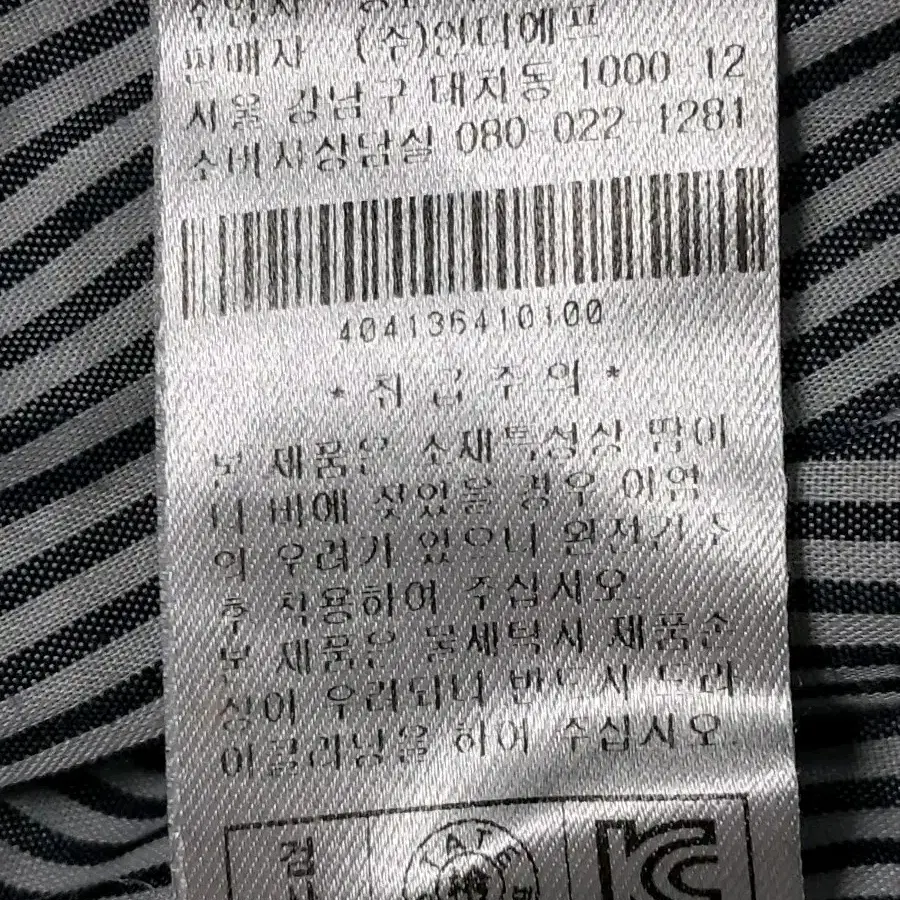 판매자 (주)인디에프
서울 강남구 대치동 1000-12
소비자상담실 080-022-1281
404136410100
*취급주의*
본 제품은 소재특성상 땀이
나 비에 젖었을 경우 이염
의 우려가 있으니 완전건조
후 착용하여 주십시오.
본 제품은 물세탁시 제품손
상이 우려되니 반드시 드라
이클리닝을 하여 주십시오.
검